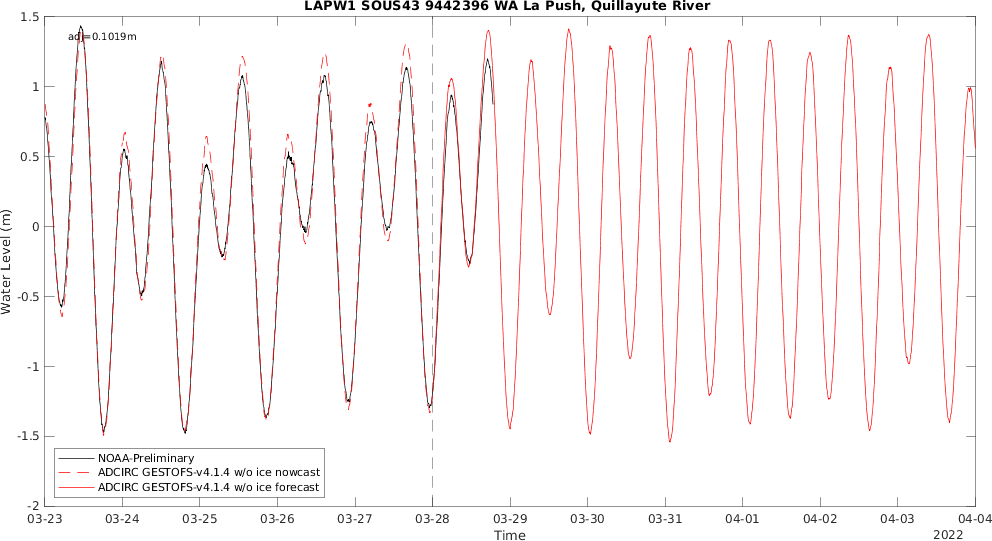 LAPW1 SOUS43 9442396 WA La Push, Quillayute River
adj=0.1019m
Water Level (m)
1.5
1
0.5
0
-0.5
-1
-1.5
-2
NOAA-Preliminary
ADCIRC GESTOFS-v4.1.4 w/o ice nowcast
ADCIRC GESTOFS-v4.1.4 w/o ice forecast
03-23 03-24 03-25 03-26 03-27 03-28 03-29 03-30 03-31 04-01 04-02 04-03 04-04
Time
2022